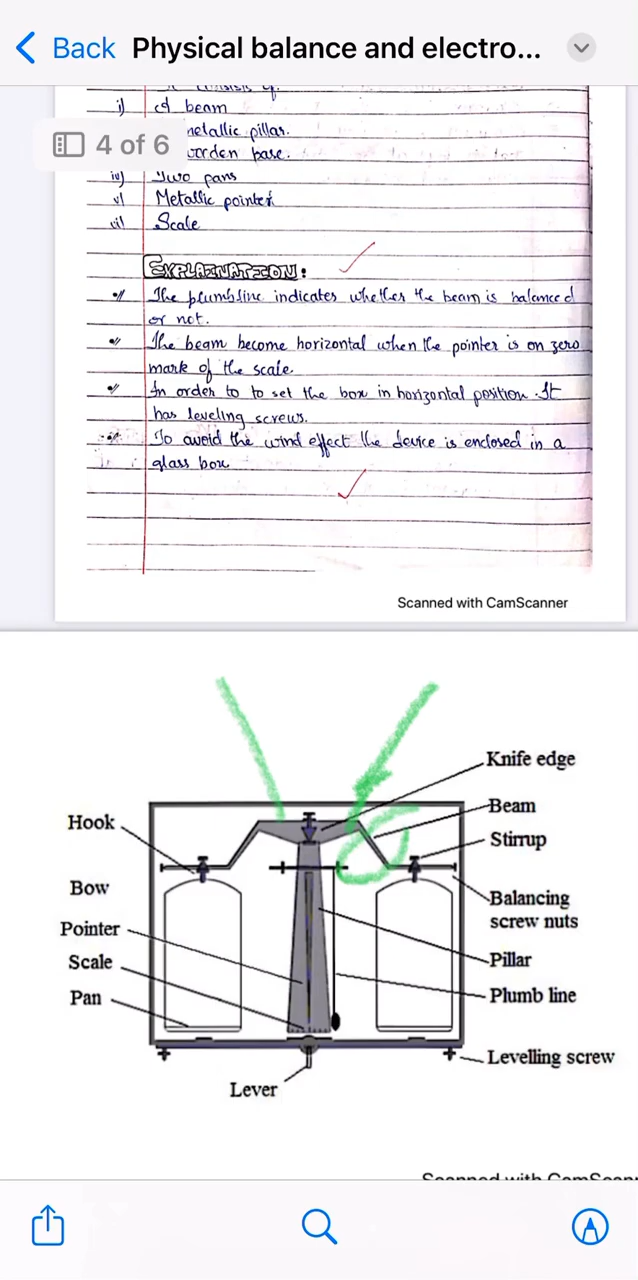 Back
Physical balance and electro...
4 of 6
i) A beam
metallic pillar.
wooden base.
iv) Two pans
v) Metallic pointer
vi) Scale
EXPLAINATION:
The plumbline indicates whether the beam is balanced
or not.
The beam become horizontal when the pointer is on zero
mark of the scale.
In order to to set the box in horizontal position. It
has leveling screws.
To avoid the wind effect the device is enclosed in a
glass box
Scanned with CamScanner
Knife edge
Beam
Hook
Stirrup
Bow
Balancing
screw nuts
Pointer
Scale
Pillar
Pan
Plumb line
Levelling screw
Lever
Scanned with CamScan